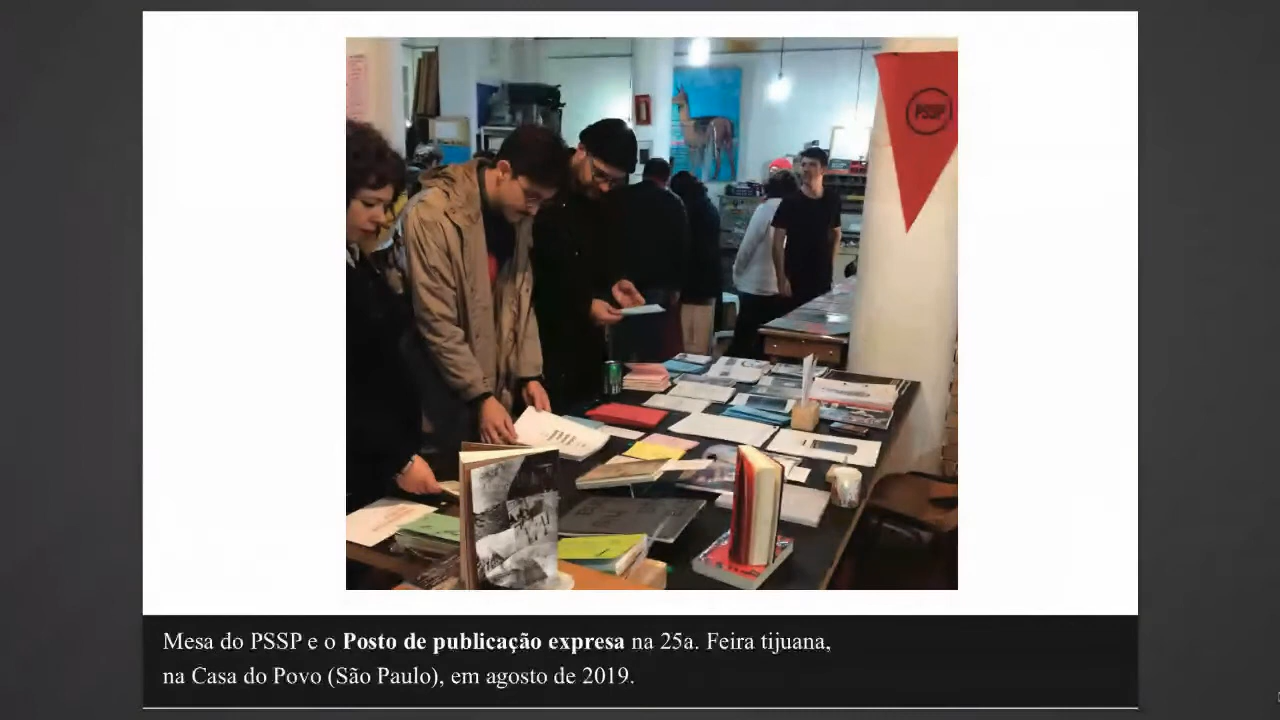 PSSP
Mesa do PSSP e o Posto de publicação expressa na 25a. Feira tijuana,
na Casa do Povo (São Paulo), em agosto de 2019.